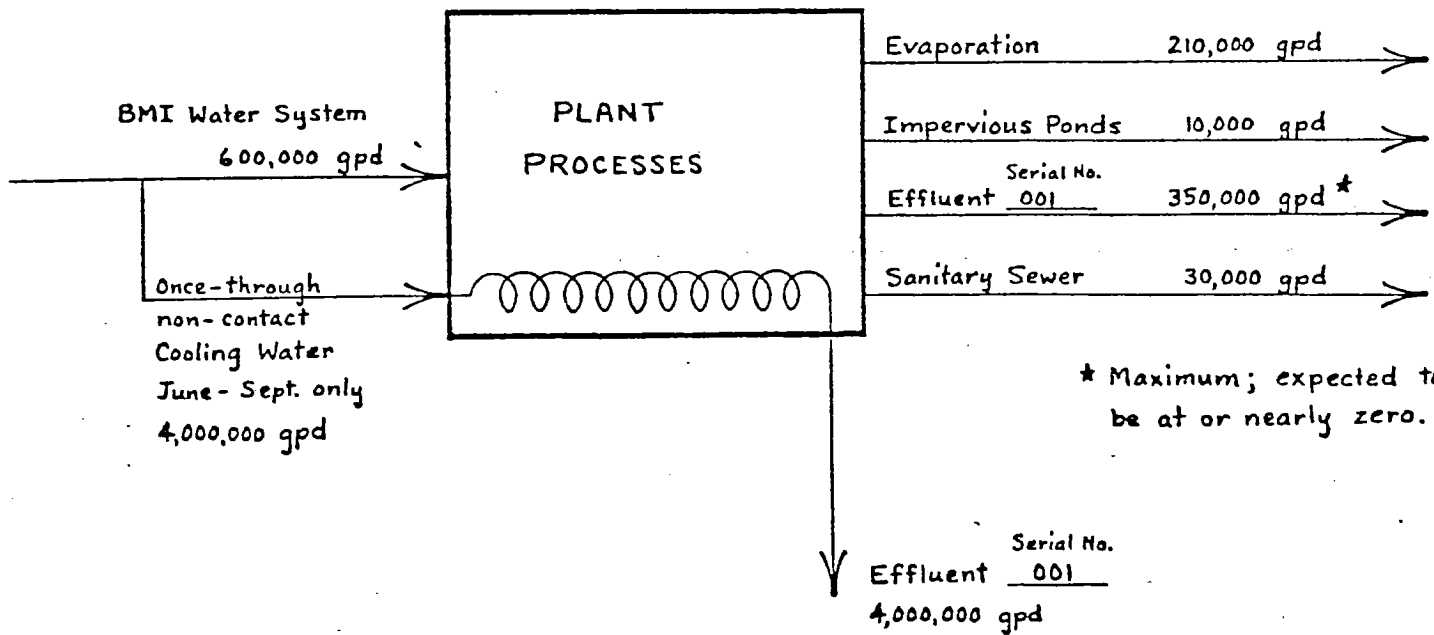 BMI Water System
600,000 gpd
Once-through
non-contact
Cooling Water
June - Sept. only
4,000,000 gpd
PLANT
PROCESSES
Evaporation 210,000 gpd
Impervious Ponds 10,000 gpd
Serial No.
Effluent 001 350,000 gpd *
Sanitary Sewer 30,000 gpd
* Maximum; expected to
be at or nearly zero.
Serial No.
Effluent 001
4,000,000 gpd